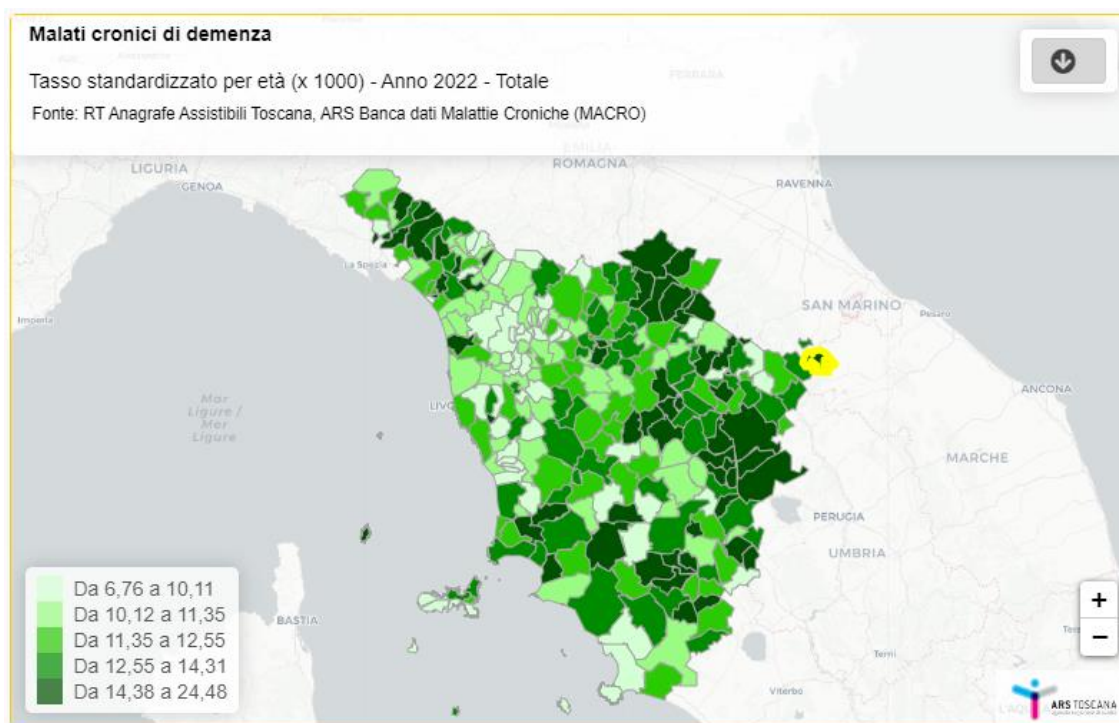 Malati cronici di demenza
Tasso standardizzato per età (x 1000) - Anno 2022 - Totale
Fonte: RT Anagrafe Assistibili Toscana, ARS Banca dati Malattie Croniche (MACRO)
FERRARA
EMILIA
ROMAGNA
LIGURIA
GENOA
RAVENNA
La Spezia
SAN MARINO
Pesaro
Imperia
ANCONA
Mar
Ligure /
Mer
Ligure
LIVO
MARCHE
PERUGIA
UMBRIA
Da 6,76 a 10,11
Da 10,12 a 11,35
Da 11,35 a 12,55
Da 12,55 a 14,31
Da 14,38 a 24,48
BASTIA
+
−
Terni
Viterbo
ARS TOSCANA